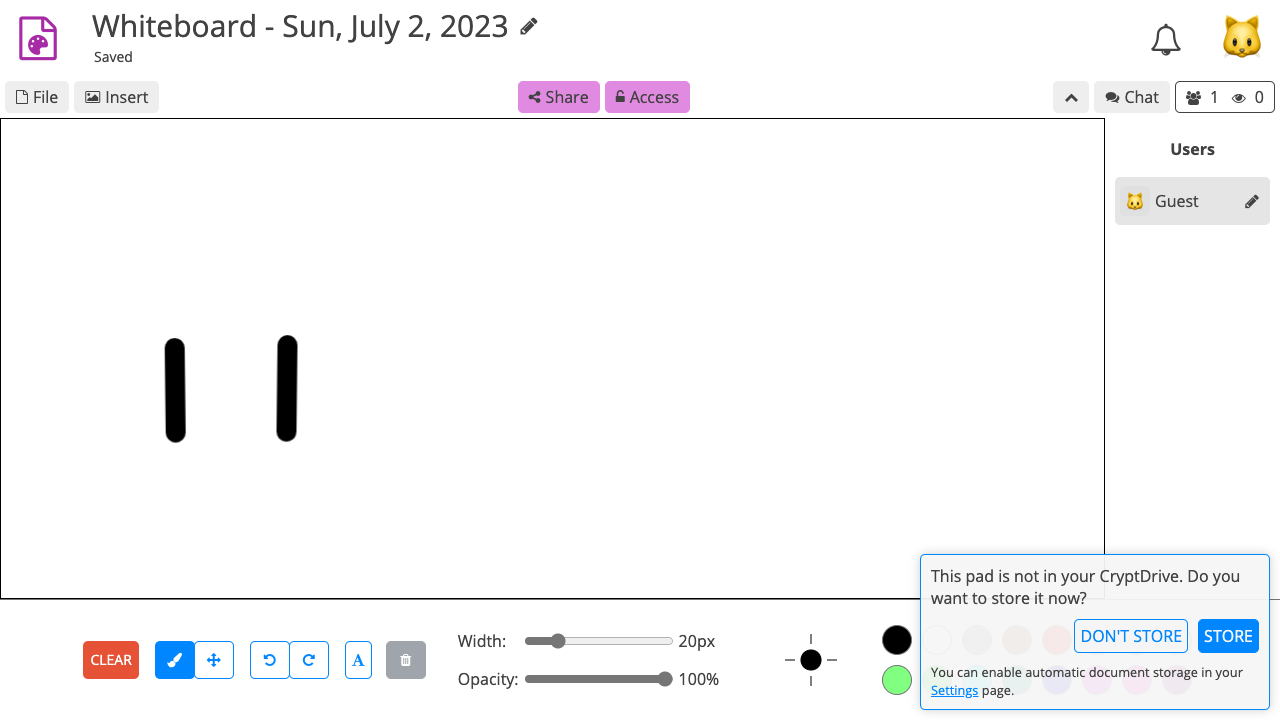 Whiteboard - Sun, July 2, 2023
Saved
File Insert Share Access Chat 1 0
Users
Guest
This pad is not in your CryptDrive. Do you
want to store it now?
DON'T STORE STORE
You can enable automatic document storage in your
Settings page.
CLEAR A
Width: 20px
Opacity: 100%